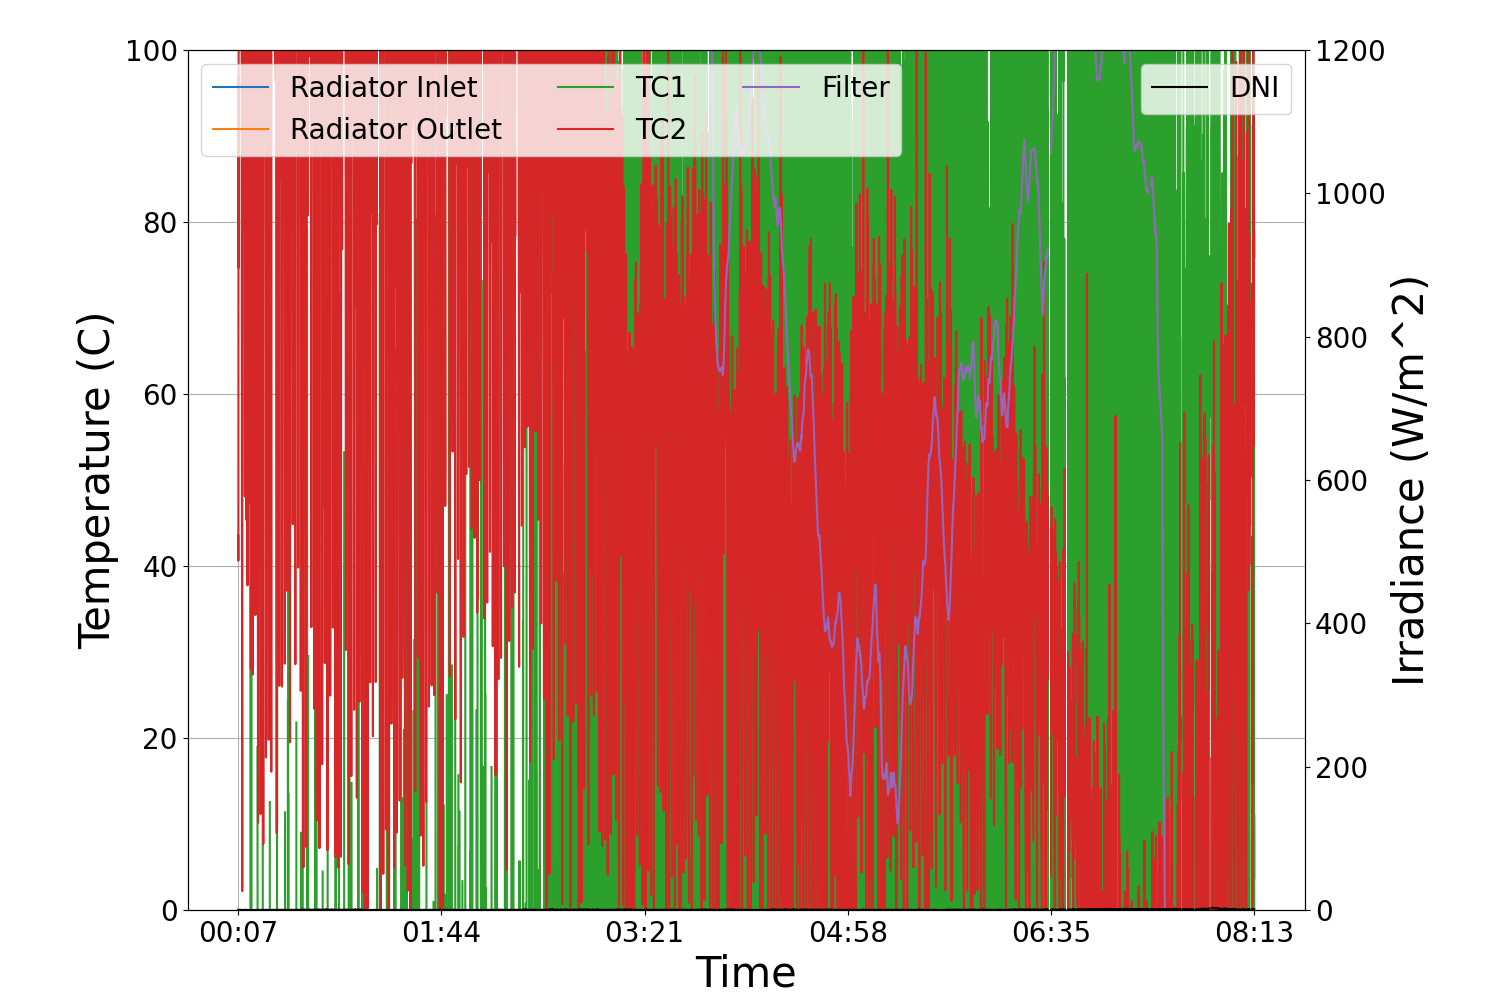 100
80
60
40
20
0
Temperature (C)
Radiator Inlet
Radiator Outlet
TC1
TC2
Filter
DNI
1200
1000
800
600
400
200
0
Irradiance (W/m^2)
00:07 01:44 03:21 04:58 06:35 08:13
Time